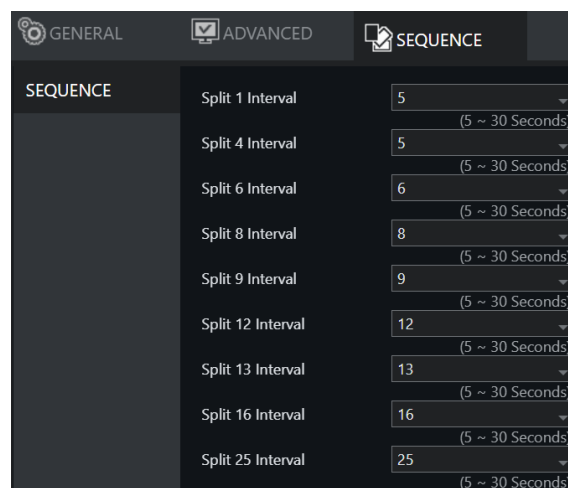 GENERAL ADVANCED SEQUENCE
SEQUENCE
Split 1 Interval 5
(5 ~ 30 Seconds)
Split 4 Interval 5
(5 ~ 30 Seconds)
Split 6 Interval 6
(5 ~ 30 Seconds)
Split 8 Interval 8
(5 ~ 30 Seconds)
Split 9 Interval 9
(5 ~ 30 Seconds)
Split 12 Interval 12
(5 ~ 30 Seconds)
Split 13 Interval 13
(5 ~ 30 Seconds)
Split 16 Interval 16
(5 ~ 30 Seconds)
Split 25 Interval 25
(5 ~ 30 Seconds)